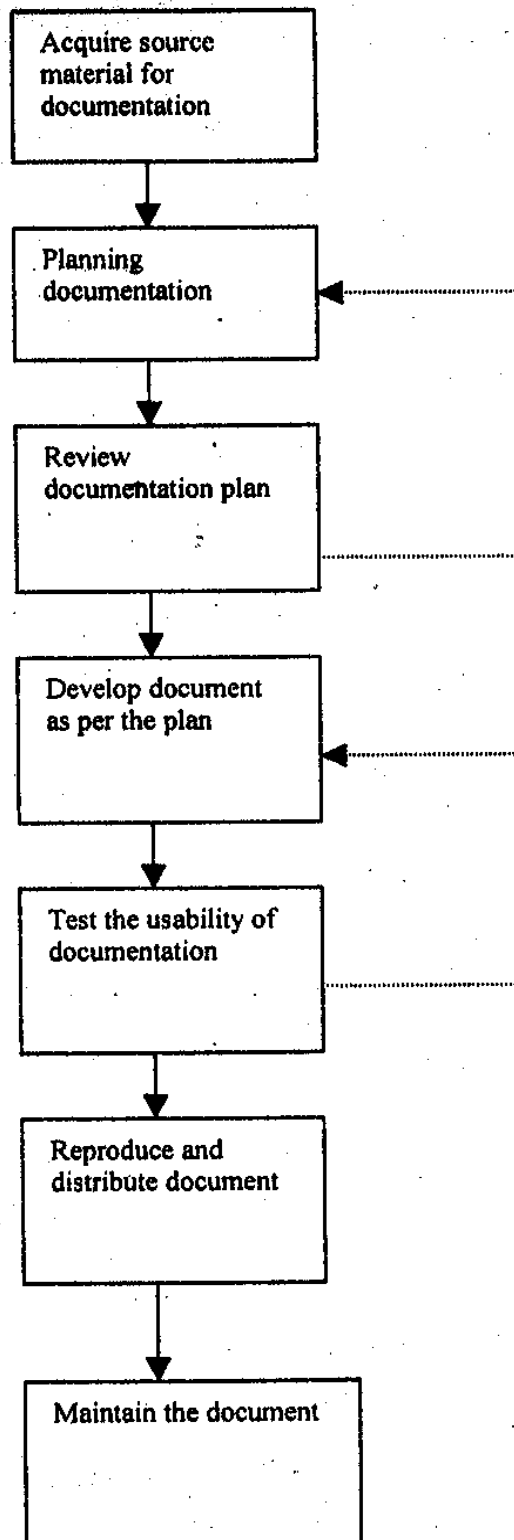 Acquire source
material for
documentation
Planning
documentation
Review
documentation plan
Develop document
as per the plan
Test the usability of
documentation
Reproduce and
distribute document
Maintain the document